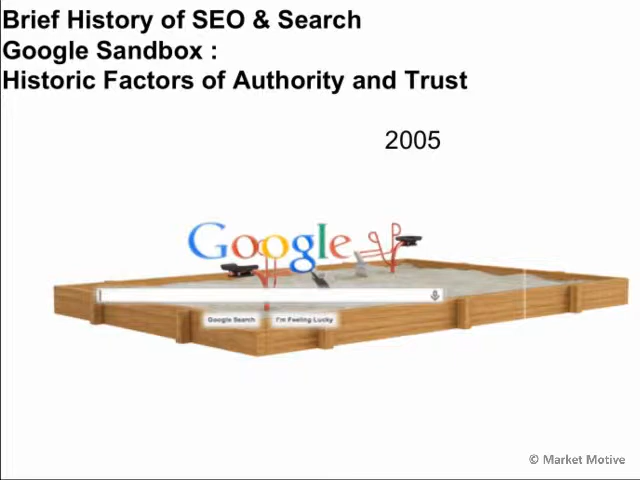 Brief History of SEO & Search
Google Sandbox :
Historic Factors of Authority and Trust
2005
Google
Google Search
I'm Feeling Lucky
© Market Motive